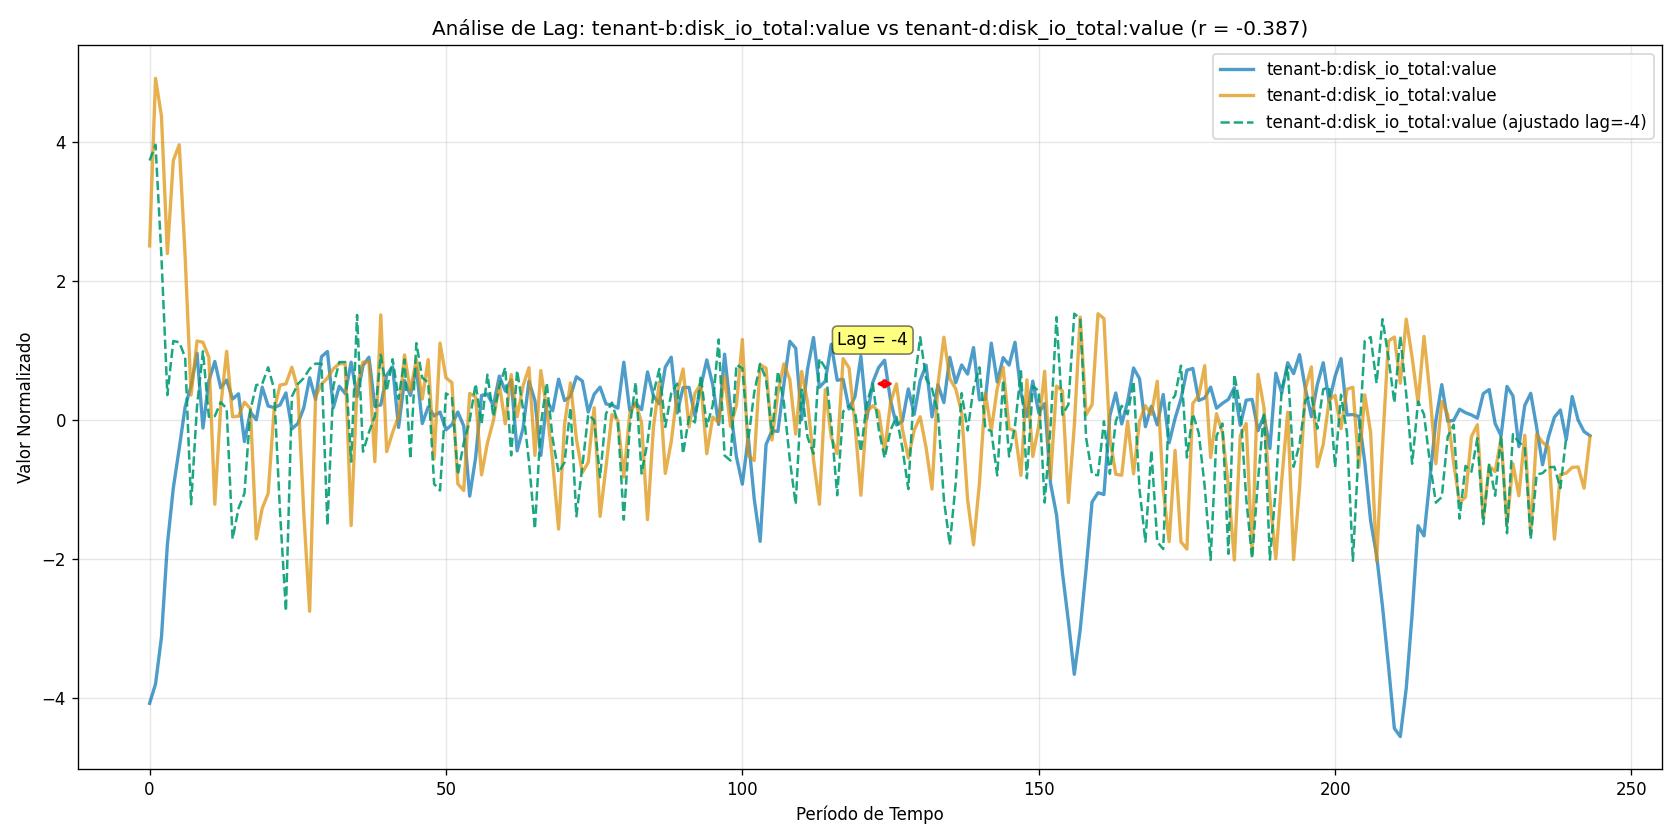 Análise de Lag: tenant-b:disk_io_total:value vs tenant-d:disk_io_total:value (r = -0.387)
tenant-b:disk_io_total:value
tenant-d:disk_io_total:value
tenant-d:disk_io_total:value (ajustado lag=-4)
Lag = -4
Valor Normalizado
4
2
0
−2
−4
0
50
100
150
200
250
Período de Tempo